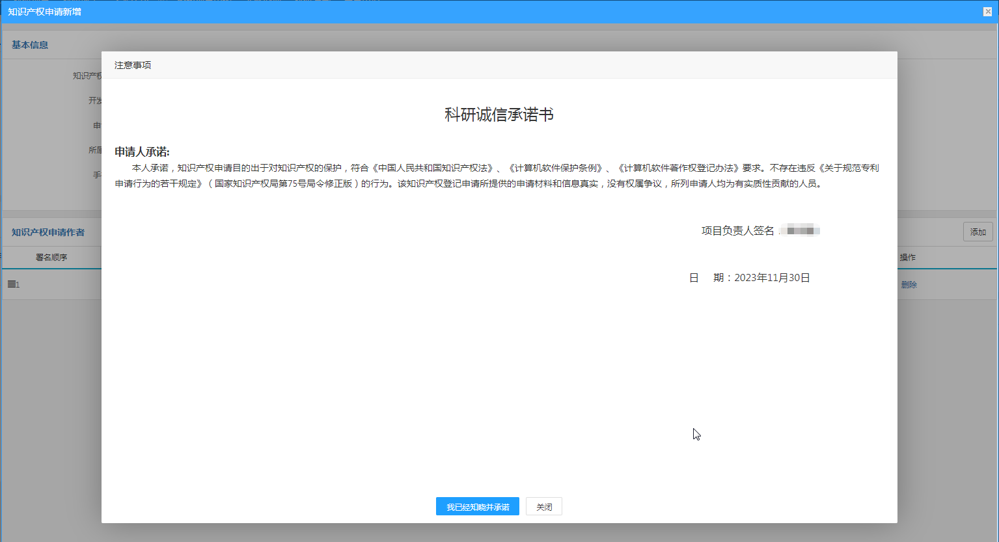 知识产权申请新增
基本信息
注意事项
知识产权
开发
申
所属
手
科研诚信承诺书
申请人承诺:
本人承诺，知识产权申请目的出于对知识产权的保护，符合《中国人民共和国知识产权法》、《计算机软件保护条例》、《计算机软件著作权登记办法》要求。不存在违反《关于规范专利
申请行为的若干规定》（国家知识产权局第75号局令修正版）的行为。该知识产权登记申请所提供的申请材料和信息真实，没有权属争议，所列申请人均为有实质性贡献的人员。
项目负责人签名
日 期：2023年11月30日
知识产权申请作者
添加
署名顺序
操作
1
删除
我已经知晓并承诺
关闭